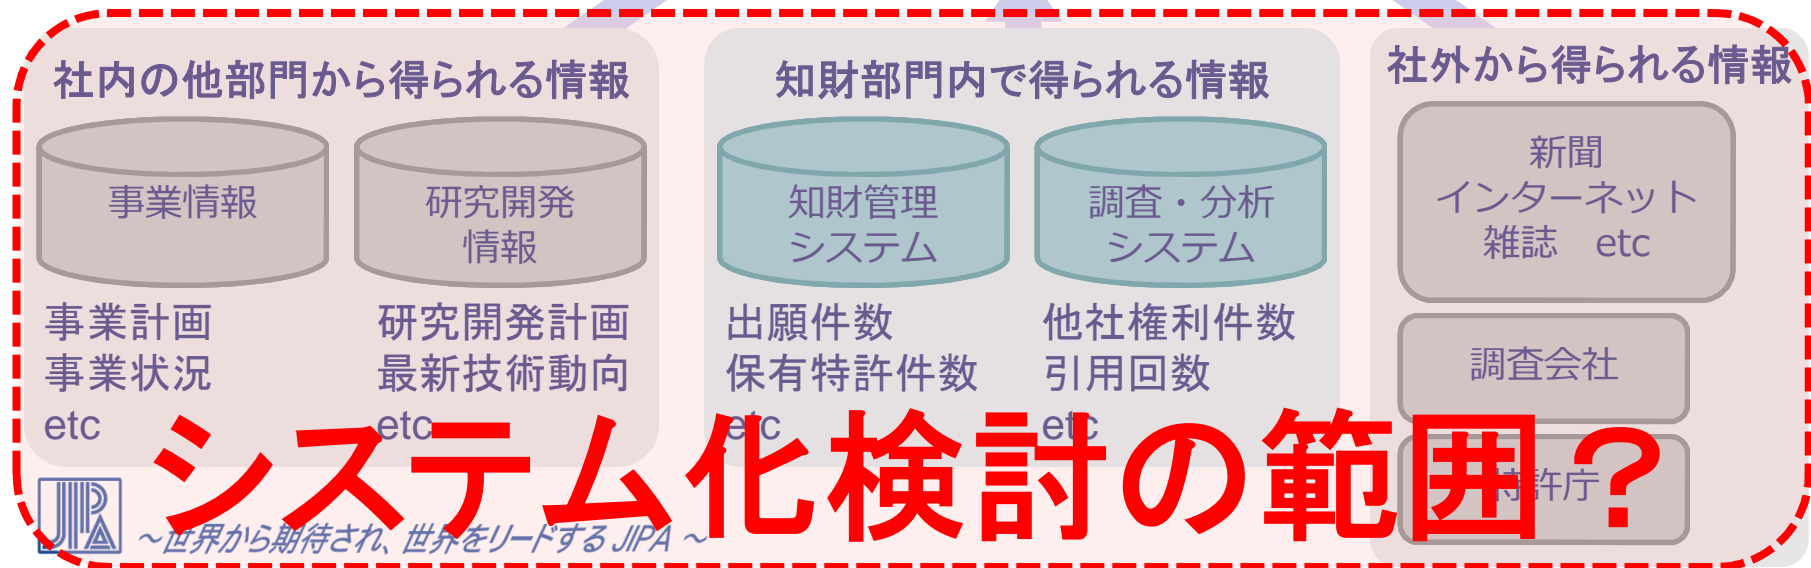 社内の他部門から得られる情報
事業情報
研究開発
情報
事業計画
事業状況
etc
研究開発計画
最新技術動向
etc
知財部門内で得られる情報
知財管理
システム
調査・分析
システム
出願件数
保有特許件数
etc
他社権利件数
引用回数
etc
社外から得られる情報
新聞
インターネット
雑誌　etc
調査会社
特許庁
システム化検討の範囲？
JIPA
～世界から期待され、世界をリードするJIPA～